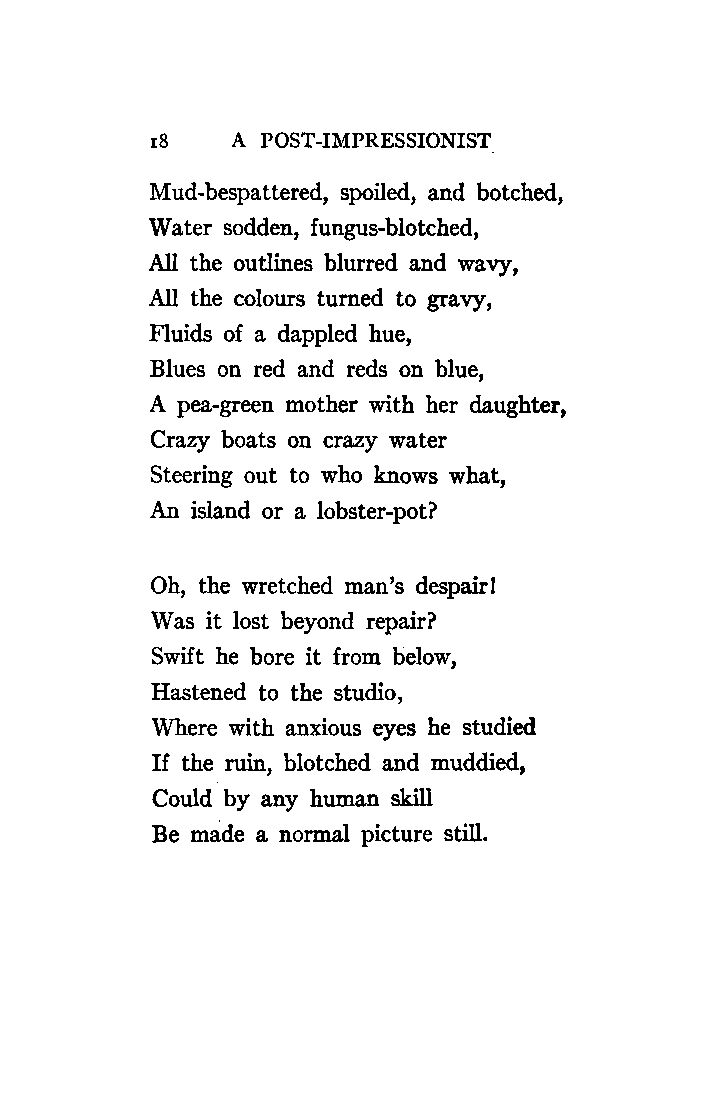 18 A POST-IMPRESSIONIST
Mud-bespattered, spoiled, and botched,
Water sodden, fungus-blotched,
All the outlines blurred and wavy,
All the colours turned to gravy,
Fluids of a dappled hue,
Blues on red and reds on blue,
A pea-green mother with her daughter,
Crazy boats on crazy water
Steering out to who knows what,
An island or a lobster-pot?
Oh, the wretched man's despair!
Was it lost beyond repair?
Swift he bore it from below,
Hastened to the studio,
Where with anxious eyes he studied
If the ruin, blotched and muddied,
Could by any human skill
Be made a normal picture still.